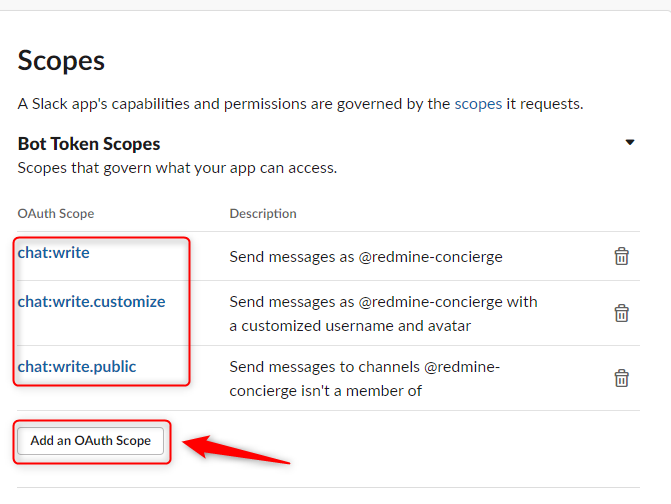 Scopes
A Slack app's capabilities and permissions are governed by the scopes it requests.
Bot Token Scopes
Scopes that govern what your app can access.
OAuth Scope Description
chat:write Send messages as @redmine-concierge
chat:write.customize Send messages as @redmine-concierge with
a customized username and avatar
chat:write.public Send messages to channels @redmine-
concierge isn't a member of
Add an OAuth Scope